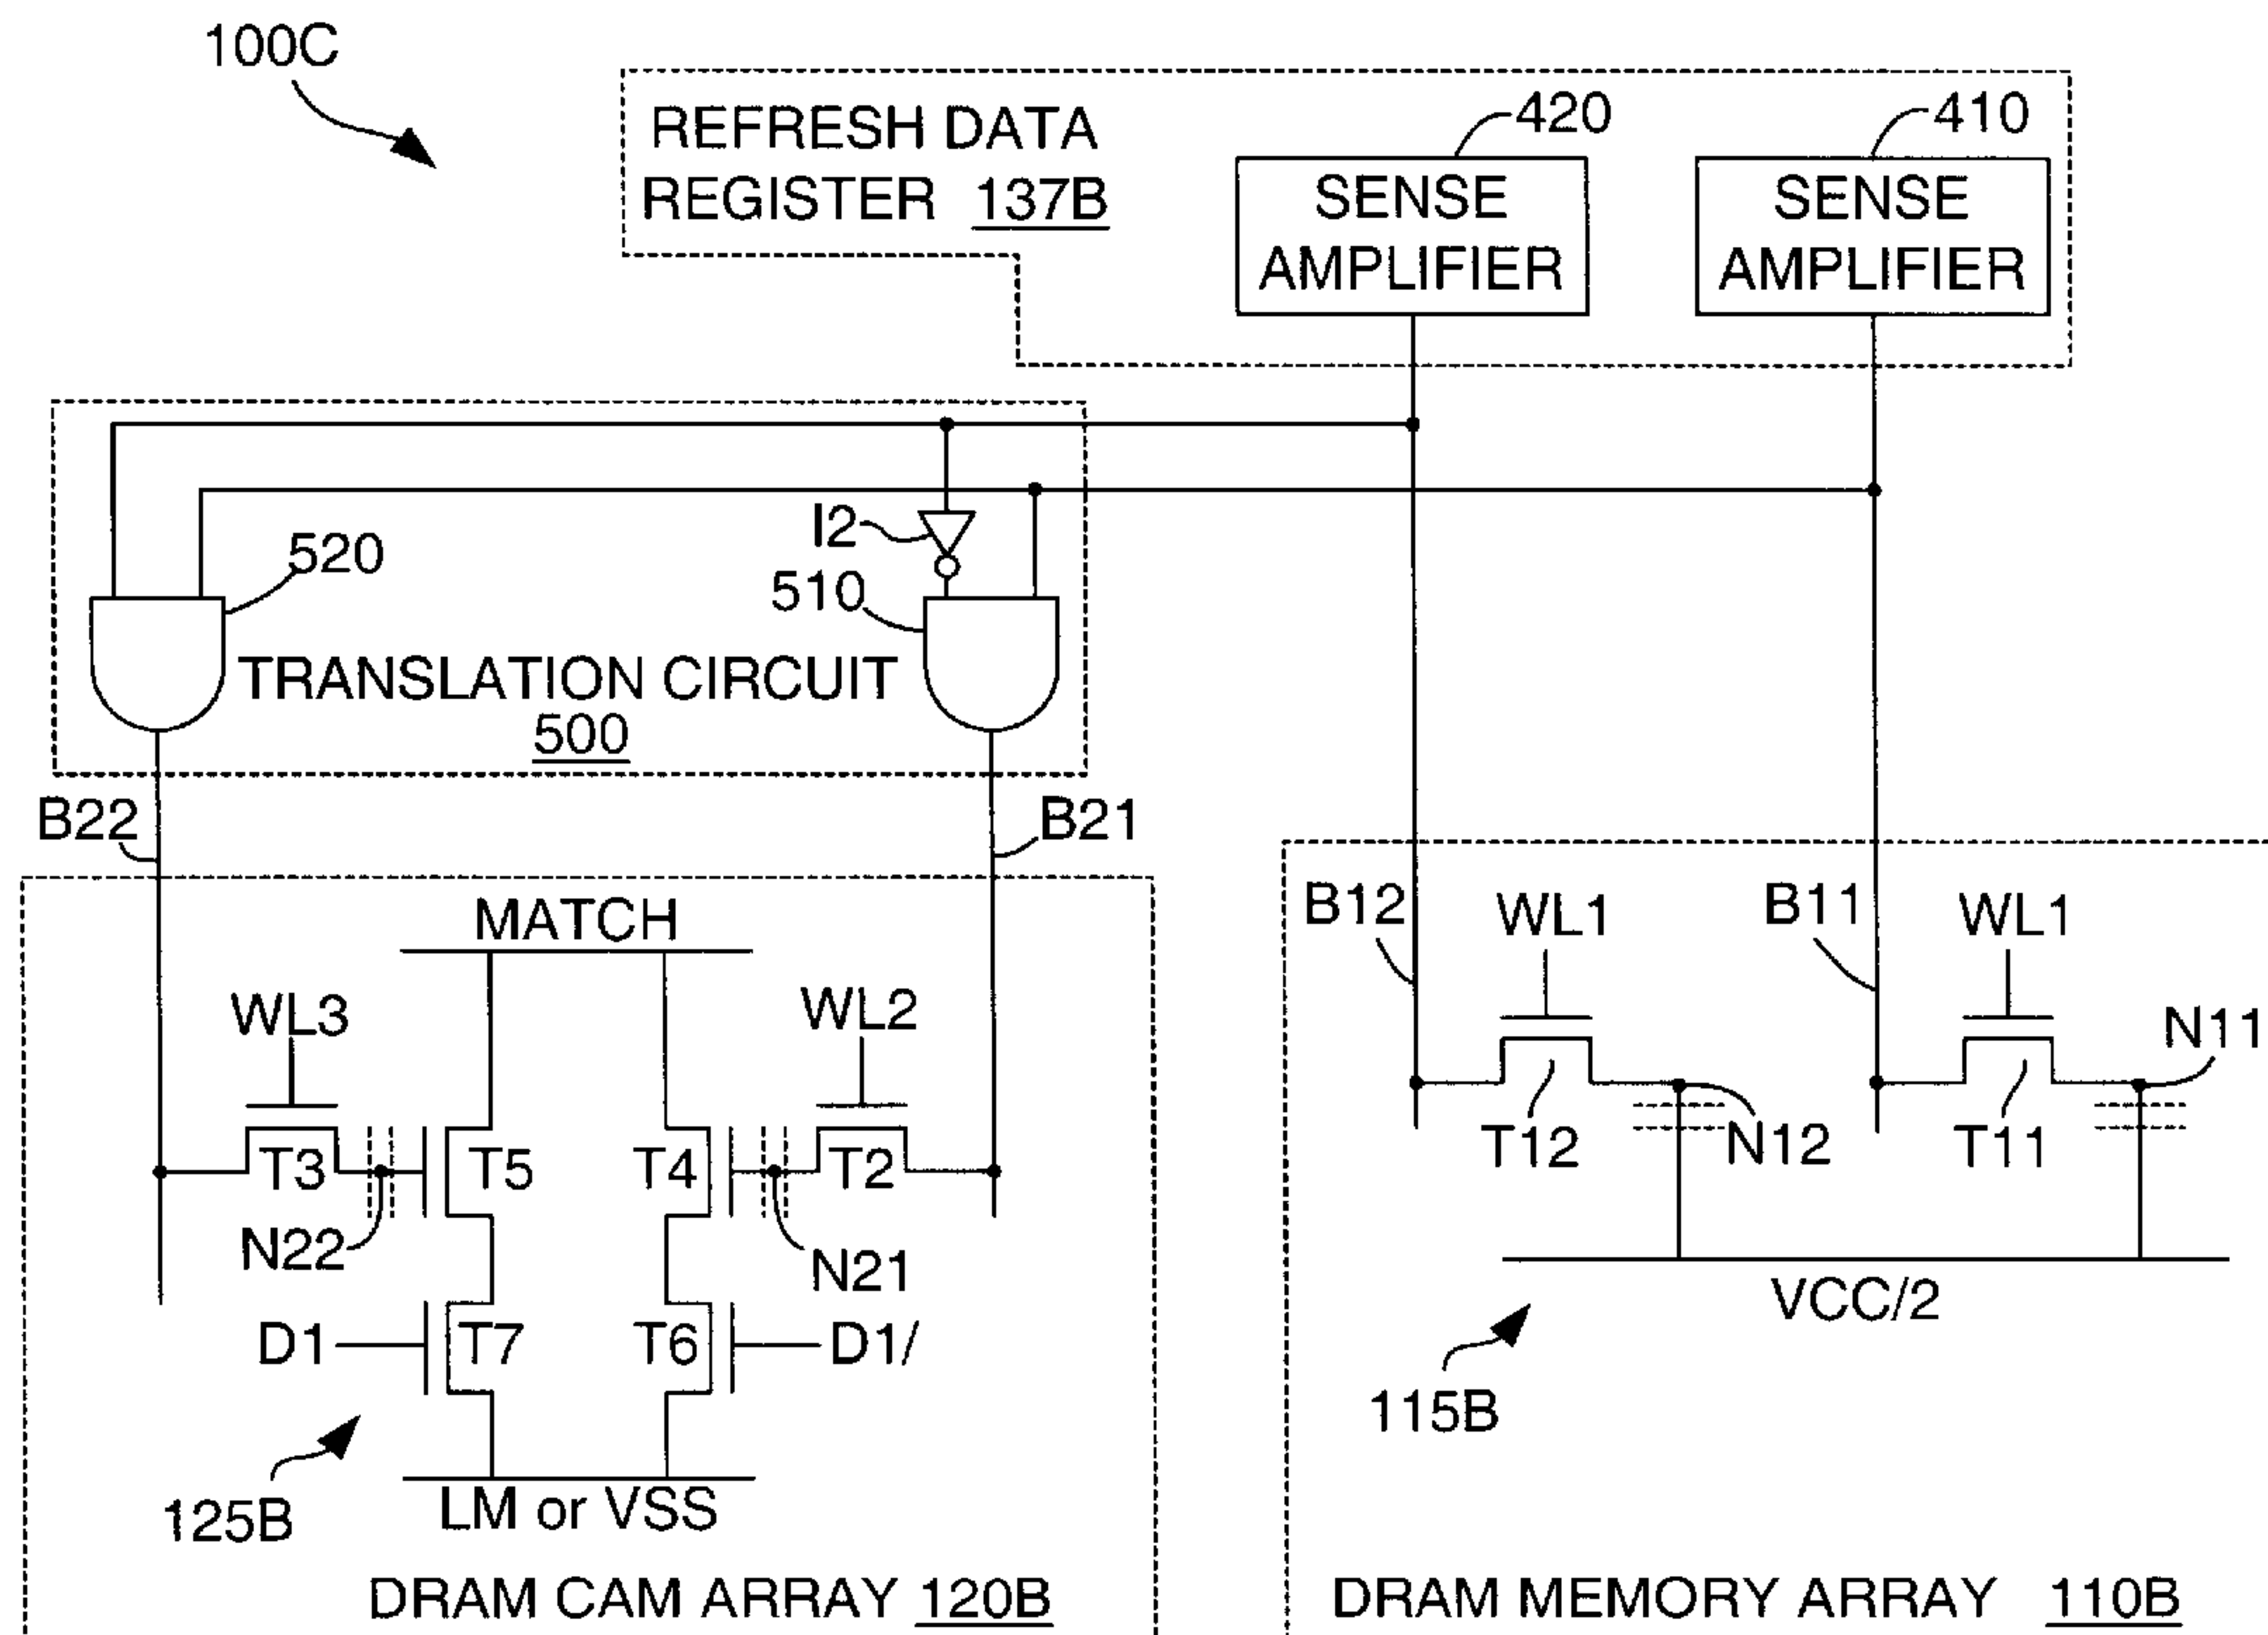 100C
REFRESH DATA
REGISTER 137B
420
410
SENSE
AMPLIFIER
SENSE
AMPLIFIER
I2
520
510
TRANSLATION CIRCUIT
500
B22
B21
MATCH
WL3
WL2
T3
T5
T4
T2
N22
N21
D1
T7
T6
D1/
125B
LM or VSS
DRAM CAM ARRAY 120B
B12
WL1
B11
WL1
N11
T12
N12
T11
VCC/2
115B
DRAM MEMORY ARRAY 110B